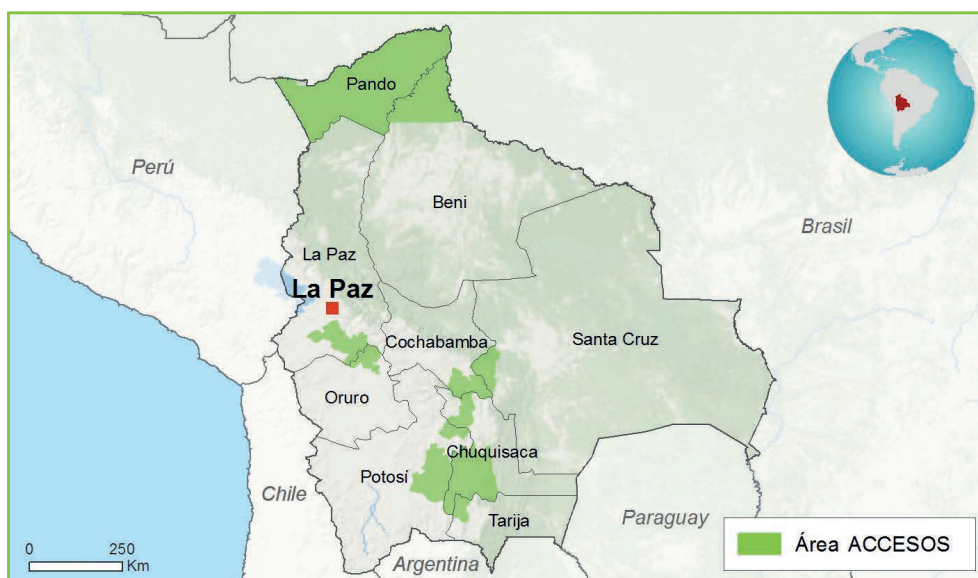 Pando
Perú
Beni
Brasil
La Paz
La Paz
Cochabamba
Santa Cruz
Oruro
Chuquisaca
Potosí
Chile
Tarija
Paraguay
Argentina
0 250
Km
Área ACCESOS